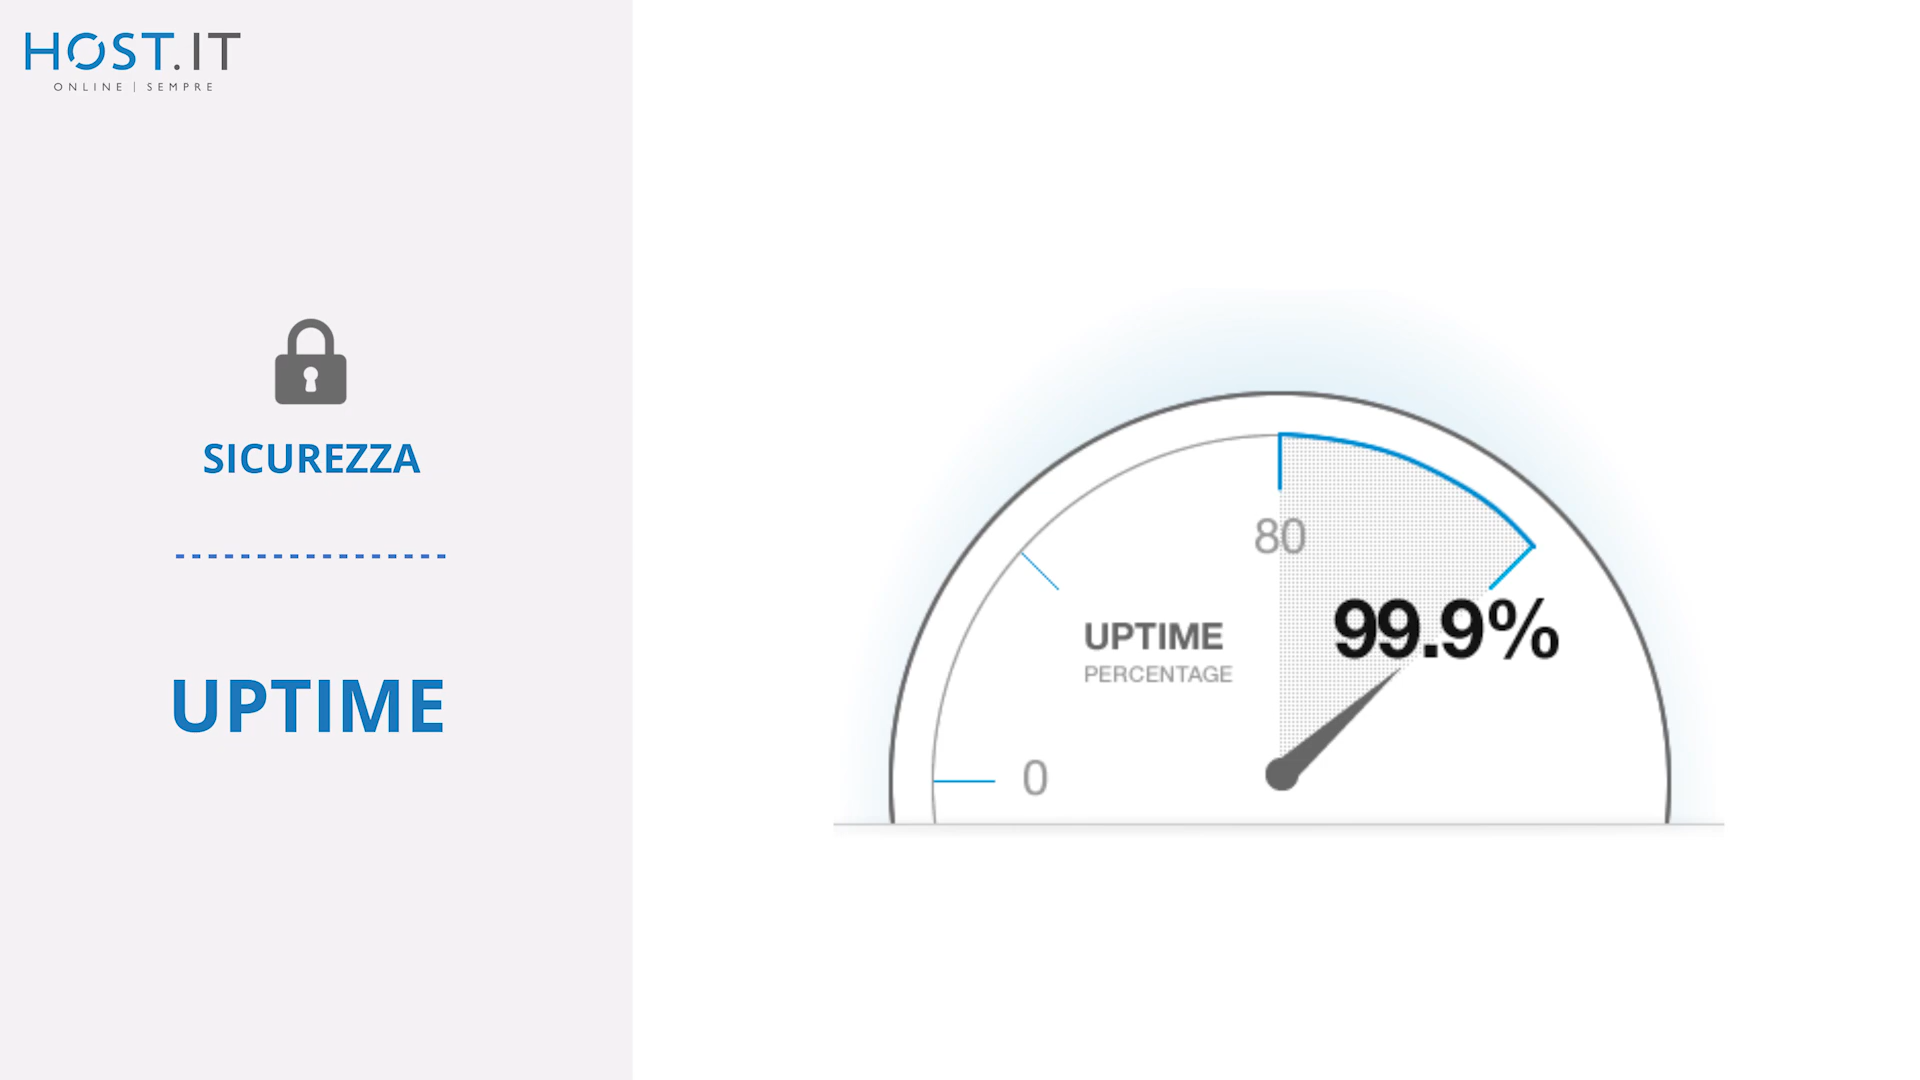 HOST.IT
ONLINE | SEMPRE
SICUREZZA
UPTIME
80
99.9%
UPTIME
PERCENTAGE
0